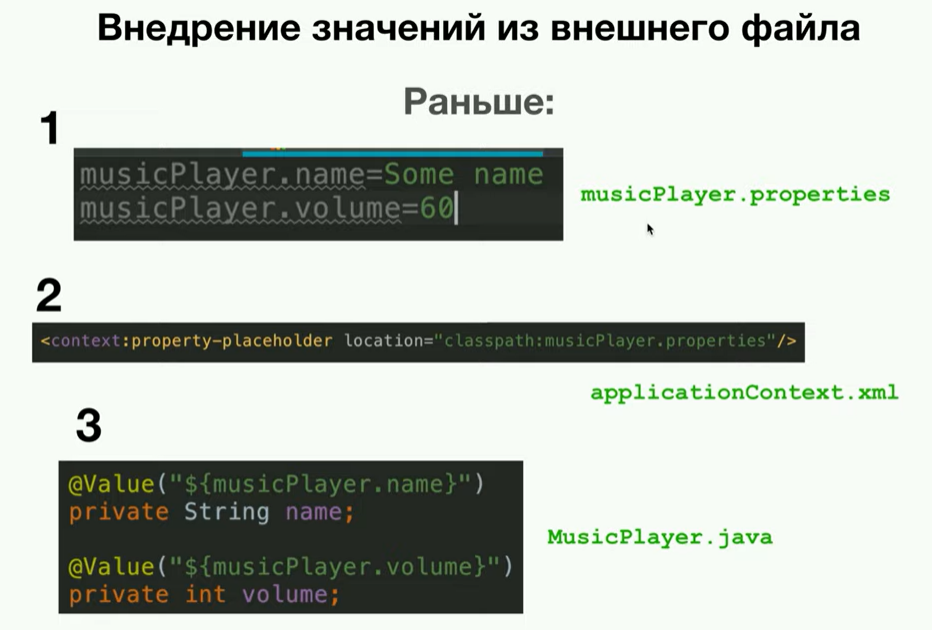 Внедрение значений из внешнего файла
Раньше:
1
musicPlayer.name=Some name
musicPlayer.volume=60
musicPlayer.properties
2
<context:property-placeholder location="classpath:musicPlayer.properties"/>
applicationContext.xml
3
@Value("${musicPlayer.name}")
private String name;
@Value("${musicPlayer.volume}")
private int volume;
MusicPlayer.java